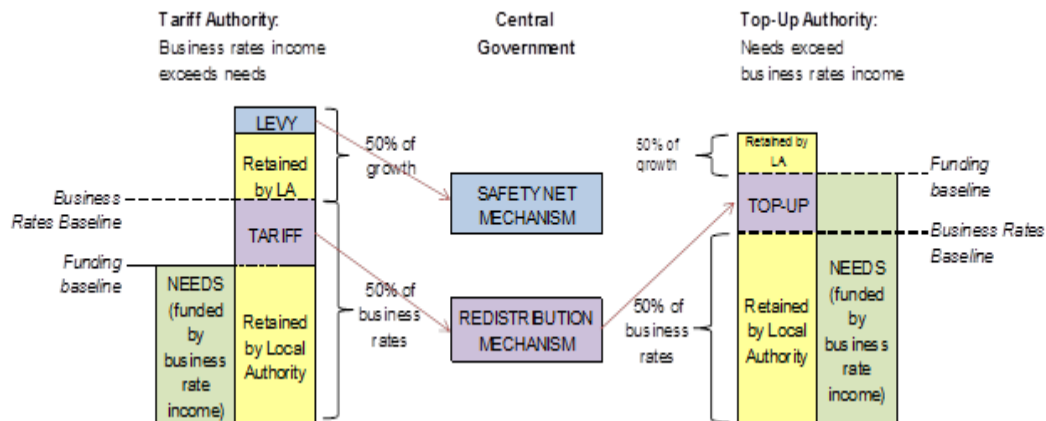 Tariff Authority:
Business rates income
exceeds needs
Central
Government
Top-Up Authority:
Needs exceed
business rates income
LEVY
Retained
by LA
TARIFF
Retained
by Local
Authority
NEEDS
(funded
by
business
rate
income)
Business
Rates Baseline
Funding
baseline
50% of
growth
50% of
business
rates
SAFETY NET
MECHANISM
REDISTRIBUTION
MECHANISM
50% of
growth
50% of
business
rates
Retained by
LA
TOP-UP
Retained
by Local
Authority
NEEDS
(funded
by
business
rate
income)
Funding
baseline
Business Rates
Baseline